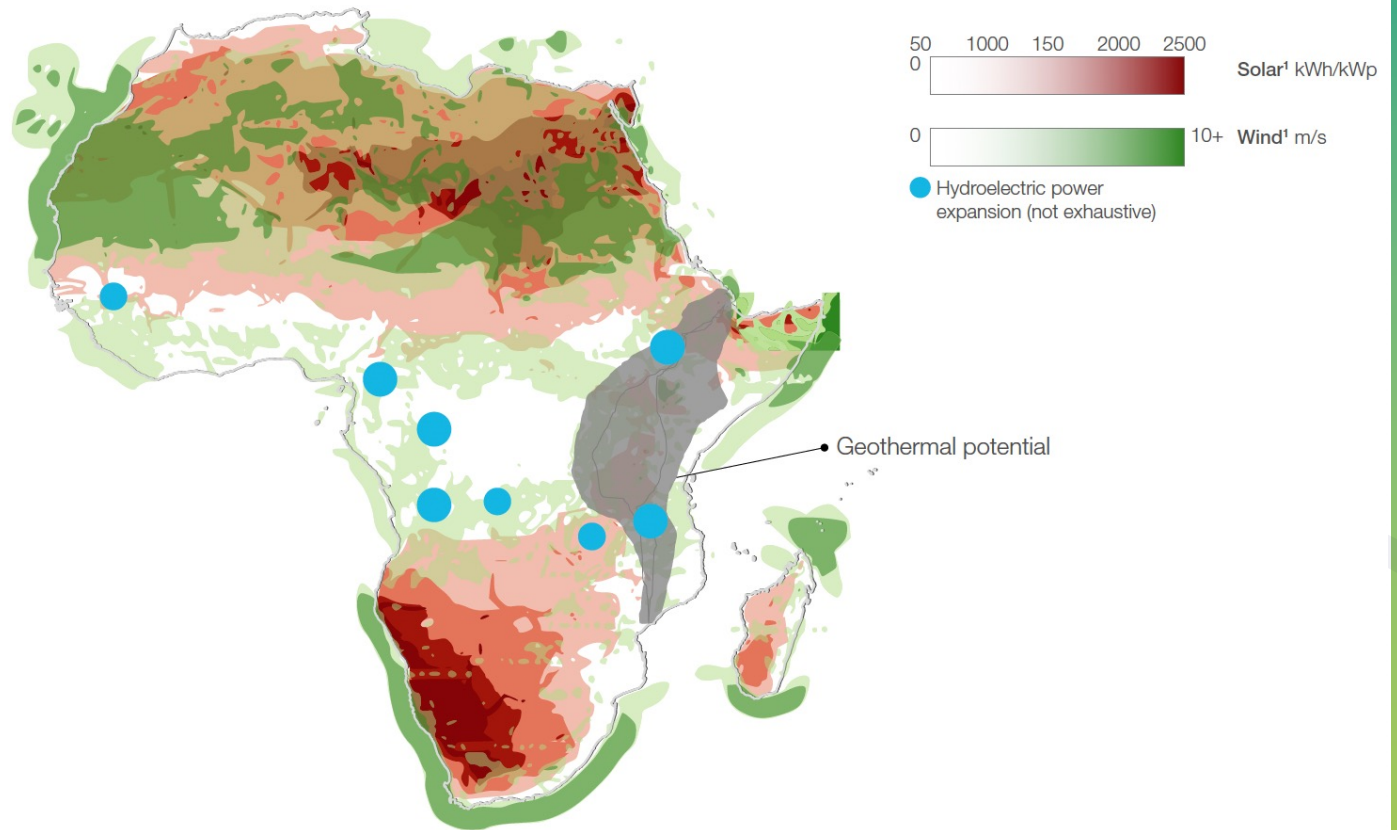 50 1000 150 2000 2500
0
Solar¹ kWh/kWp
0 10+ Wind¹ m/s
Hydroelectric power
expansion (not exhaustive)
Geothermal potential